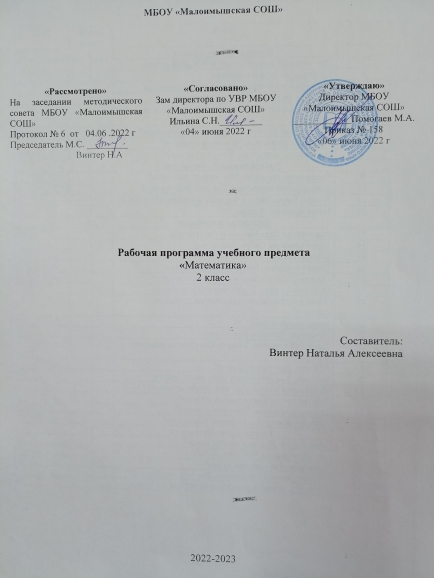 МБОУ «Малоимышская СОШ»
«Рассмотрено»
На заседании методического
совета МБОУ «Малоимышская
СОШ»
Протокол № 6 от 04.06 .2022 г
Председатель М.С.
Винтер Н.А
«Согласовано»
Зам директора по УВР МБОУ
«Малоимышская СОШ»
Ильина С.Н.
«04» июня 2022 г
«Утверждаю»
Директор МБОУ
«Малоимышская СОШ»
Помогаев М.А.
Приказ № 158
«06» июня 2022 г
Рабочая программа учебного предмета
«Математика»
2 класс
Составитель:
Винтер Наталья Алексеевна
2022-2023